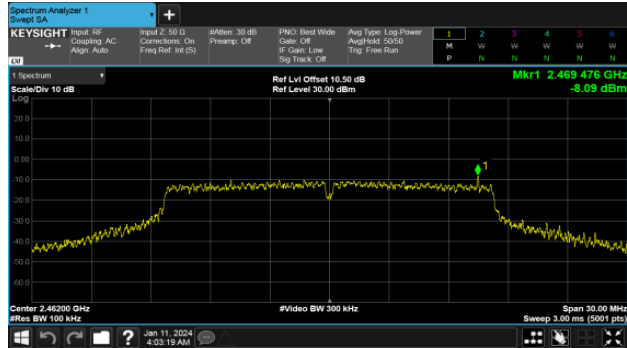 Spectrum Analyzer 1
Swept SA
KEYSIGHT
Input: RF
Coupling: AC
Align: Auto
Input Z: 50 Ω
Corrections: On
Freq Ref: Int (S)
#Atten: 30 dB
Preamp: Off
PNO: Best Wide
Gate: Off
IF Gain: Low
Sig Track: Off
Avg Type: Log-Power
Avg|Hold: 50/50
Trig: Free Run
1 2 3 4 5 6
M W W W W W
P N N N N N
LXI
1 Spectrum
Scale/Div 10 dB
Ref Lvl Offset 10.50 dB
Ref Level 30.00 dBm
Mkr1 2.469 476 GHz
-8.09 dBm
Log
20.0
10.0
0.00
-10.0
-20.0
-30.0
-40.0
-50.0
-60.0
1
Center 2.46200 GHz
#Res BW 100 kHz
#Video BW 300 kHz
Span 30.00 MHz
Sweep 3.00 ms (5001 pts)
Jan 11, 2024
4:03:19 AM